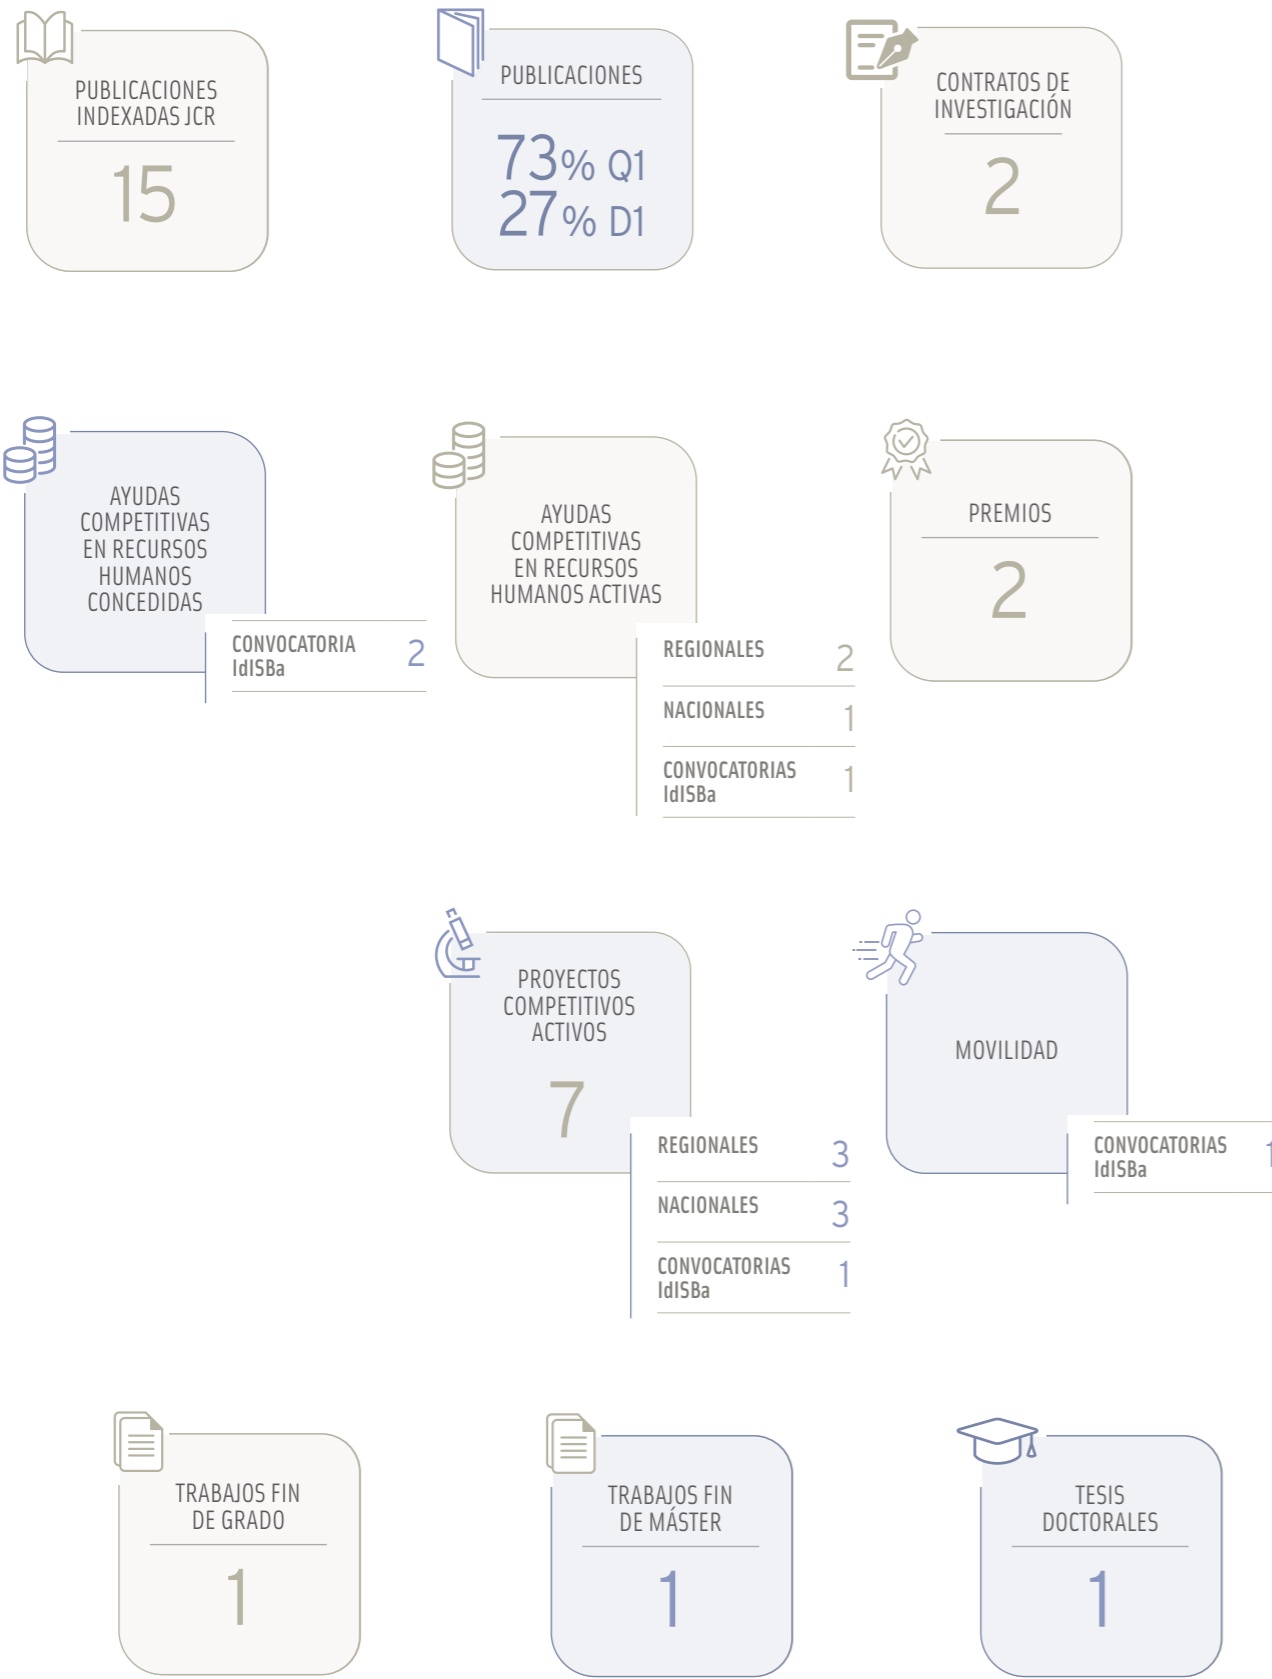 PUBLICACIONES
INDEXADAS JCR
15
PUBLICACIONES
73% Q1
27% D1
CONTRATOS DE
INVESTIGACIÓN
2
AYUDAS
COMPETITIVAS
EN RECURSOS
HUMANOS
CONCEDIDAS
CONVOCATORIA
IdISBa
2
AYUDAS
COMPETITIVAS
EN RECURSOS
HUMANOS ACTIVAS
REGIONALES 2
NACIONALES 1
CONVOCATORIAS
IdISBa
1
PREMIOS
2
PROYECTOS
COMPETITIVOS
ACTIVOS
7
REGIONALES 3
NACIONALES 3
CONVOCATORIAS
IdISBa
1
MOVILIDAD
CONVOCATORIAS
IdISBa
1
TRABAJOS FIN
DE GRADO
1
TRABAJOS FIN
DE MÁSTER
1
TESIS
DOCTORALES
1